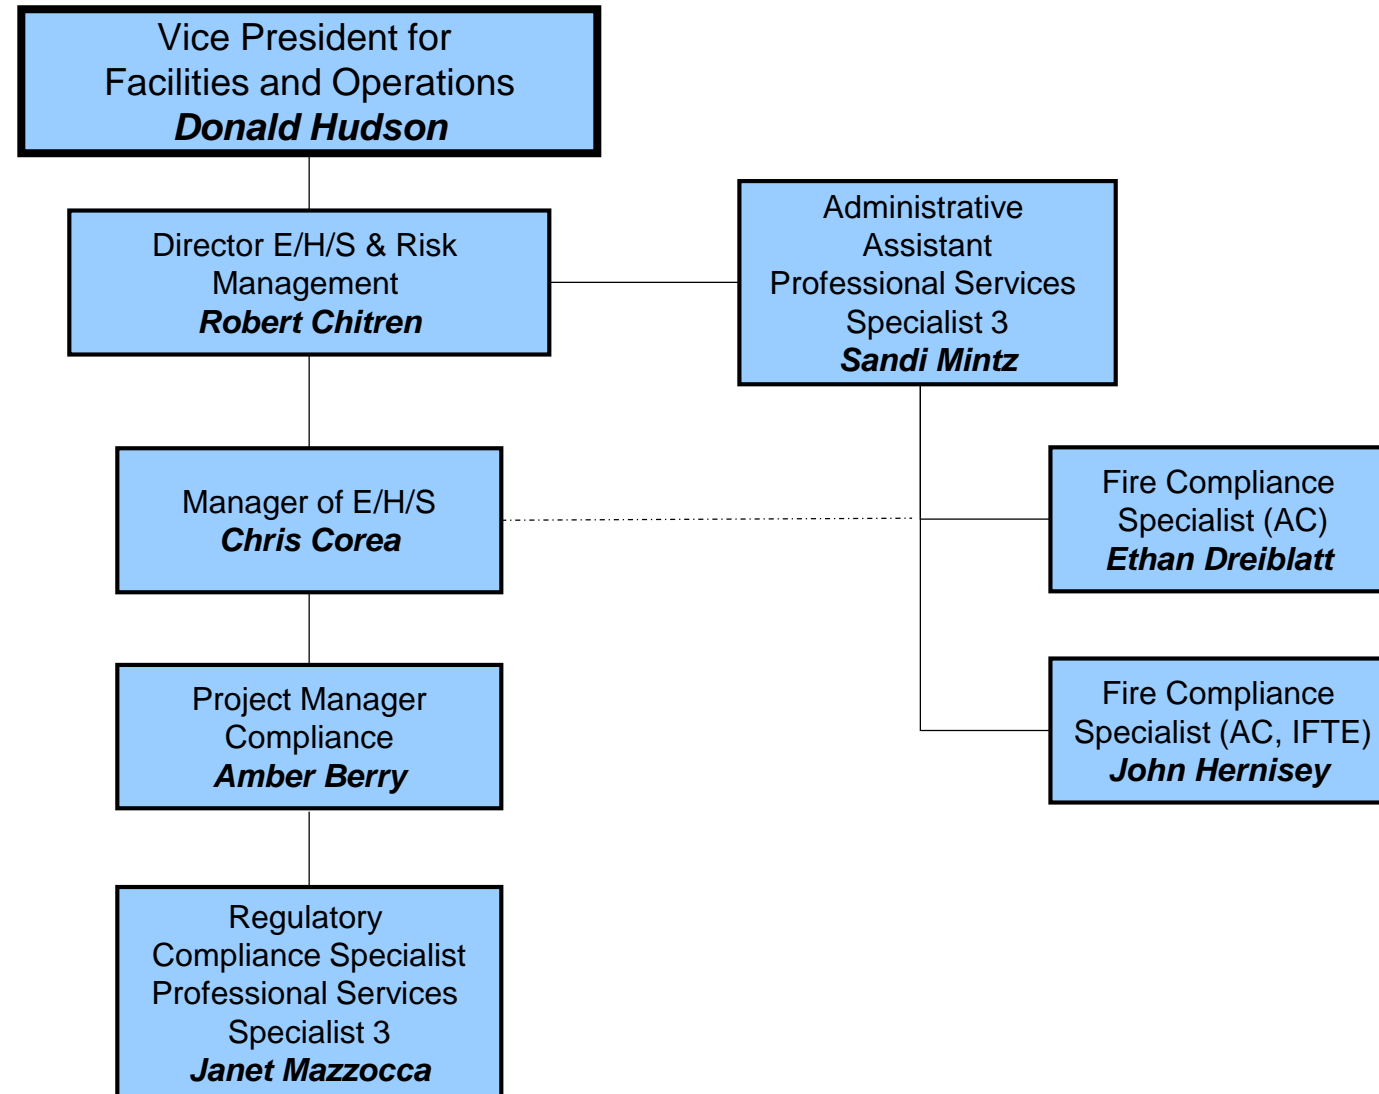 Vice President for
Facilities and Operations
Donald Hudson
Director E/H/S & Risk
Management
Robert Chitren
Administrative
Assistant
Professional Services
Specialist 3
Sandi Mintz
Manager of E/H/S
Chris Corea
Fire Compliance
Specialist (AC)
Ethan Dreiblatt
Project Manager
Compliance
Amber Berry
Fire Compliance
Specialist (AC, IFTE)
John Hernisey
Regulatory
Compliance Specialist
Professional Services
Specialist 3
Janet Mazzocca